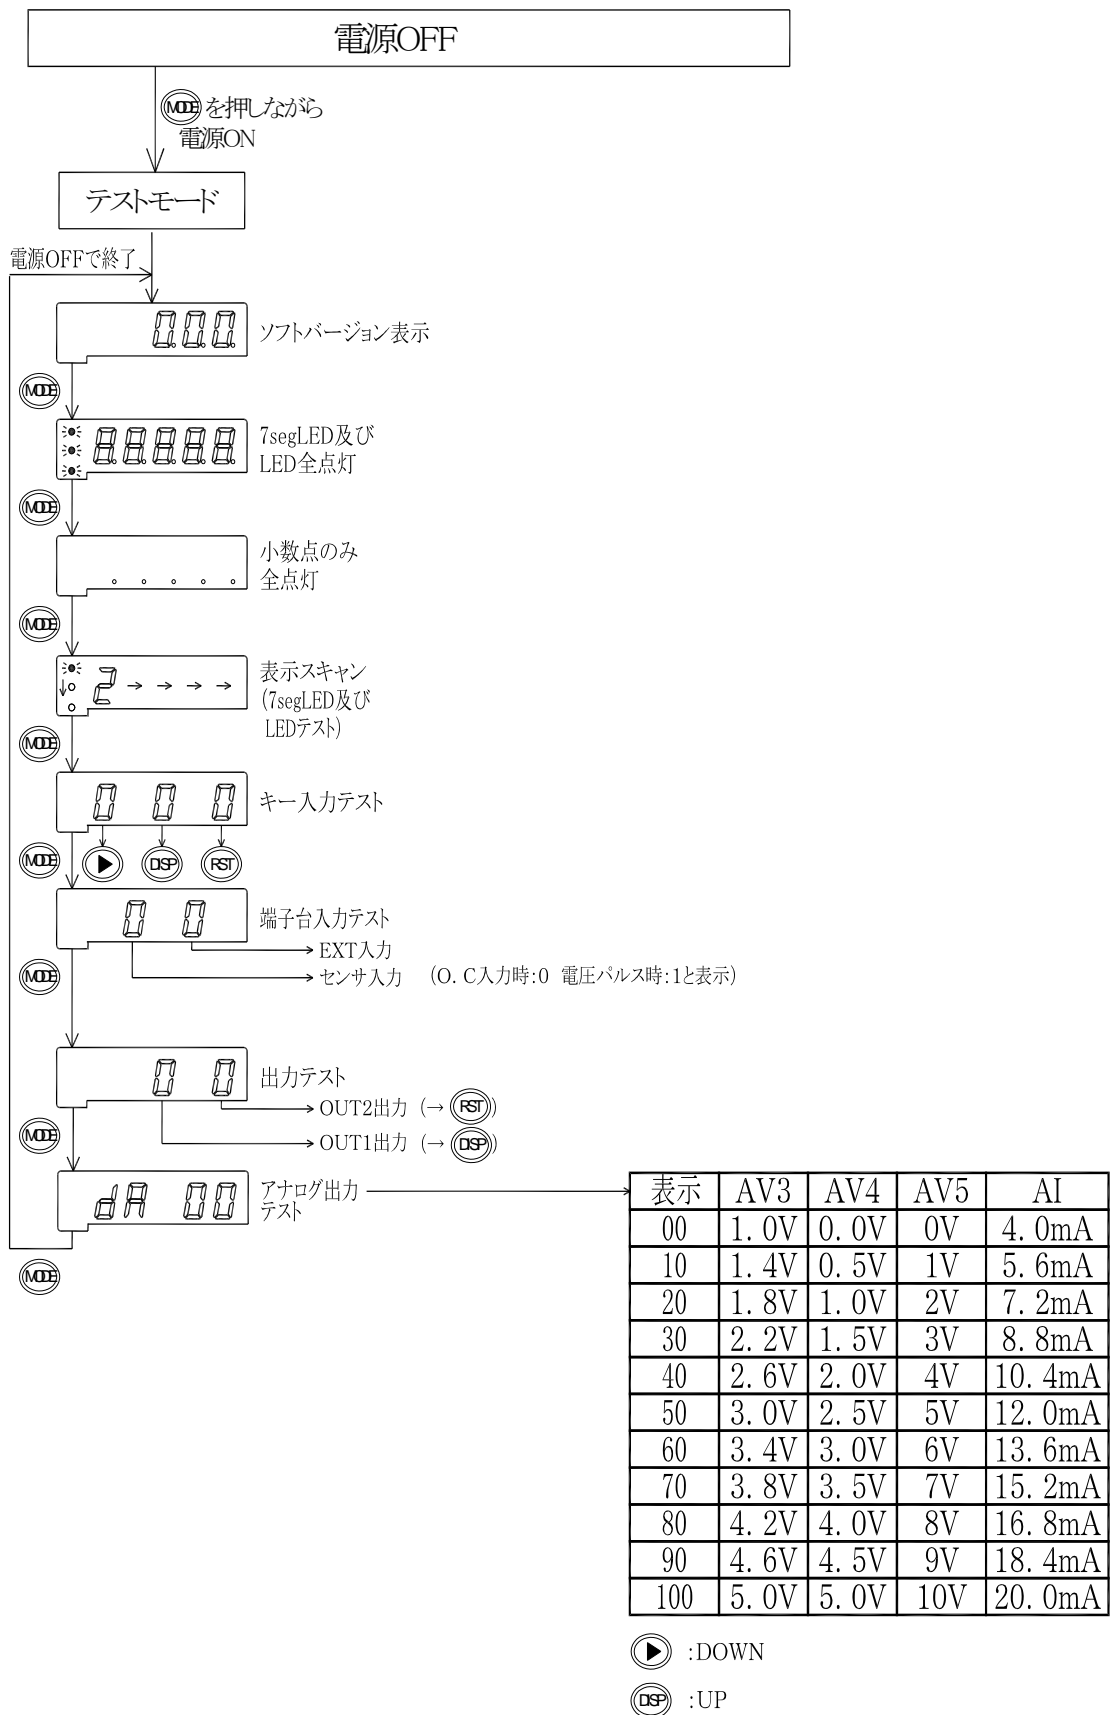 電源OFF
MODE を押しながら
電源ON
テストモード
電源OFFで終了
0.0.0.
ソフトバージョン表示
MODE
8.8.8.8.8.
7segLED及び
LED全点灯
MODE
. . . . .
小数点のみ
全点灯
MODE
2 → → → →
表示スキャン
(7segLED及び
LEDテスト)
MODE
0 0 0
キー入力テスト
MODE ▶ DISP RST
0 0
端子台入力テスト
EXT入力
センサ入力 (O. C入力時:0 電圧パルス時:1と表示)
MODE
0 0
出力テスト
OUT2出力 (→ RST)
OUT1出力 (→ DISP)
MODE
dA 00
アナログ出力
テスト
MODE
表示 AV3 AV4 AV5 AI
00 1. 0V 0. 0V 0V 4. 0mA
10 1. 4V 0. 5V 1V 5. 6mA
20 1. 8V 1. 0V 2V 7. 2mA
30 2. 2V 1. 5V 3V 8. 8mA
40 2. 6V 2. 0V 4V 10. 4mA
50 3. 0V 2. 5V 5V 12. 0mA
60 3. 4V 3. 0V 6V 13. 6mA
70 3. 8V 3. 5V 7V 15. 2mA
80 4. 2V 4. 0V 8V 16. 8mA
90 4. 6V 4. 5V 9V 18. 4mA
100 5. 0V 5. 0V 10V 20. 0mA
▶ :DOWN
DISP :UP